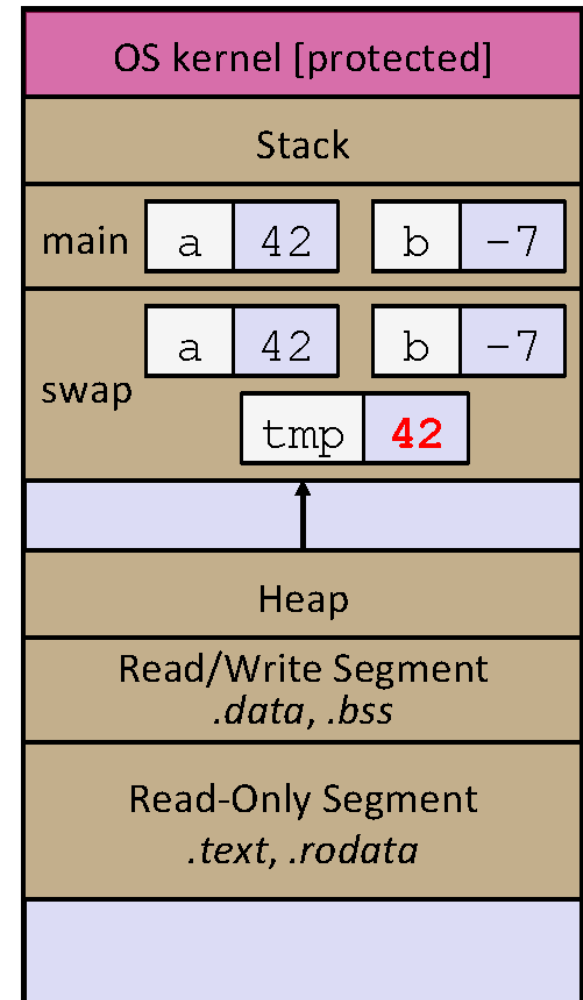 OS kernel [protected]
Stack
main a 42 b -7
a 42 b -7
swap
tmp 42
Heap
Read/Write Segment
.data, .bss
Read-Only Segment
.text, .rodata